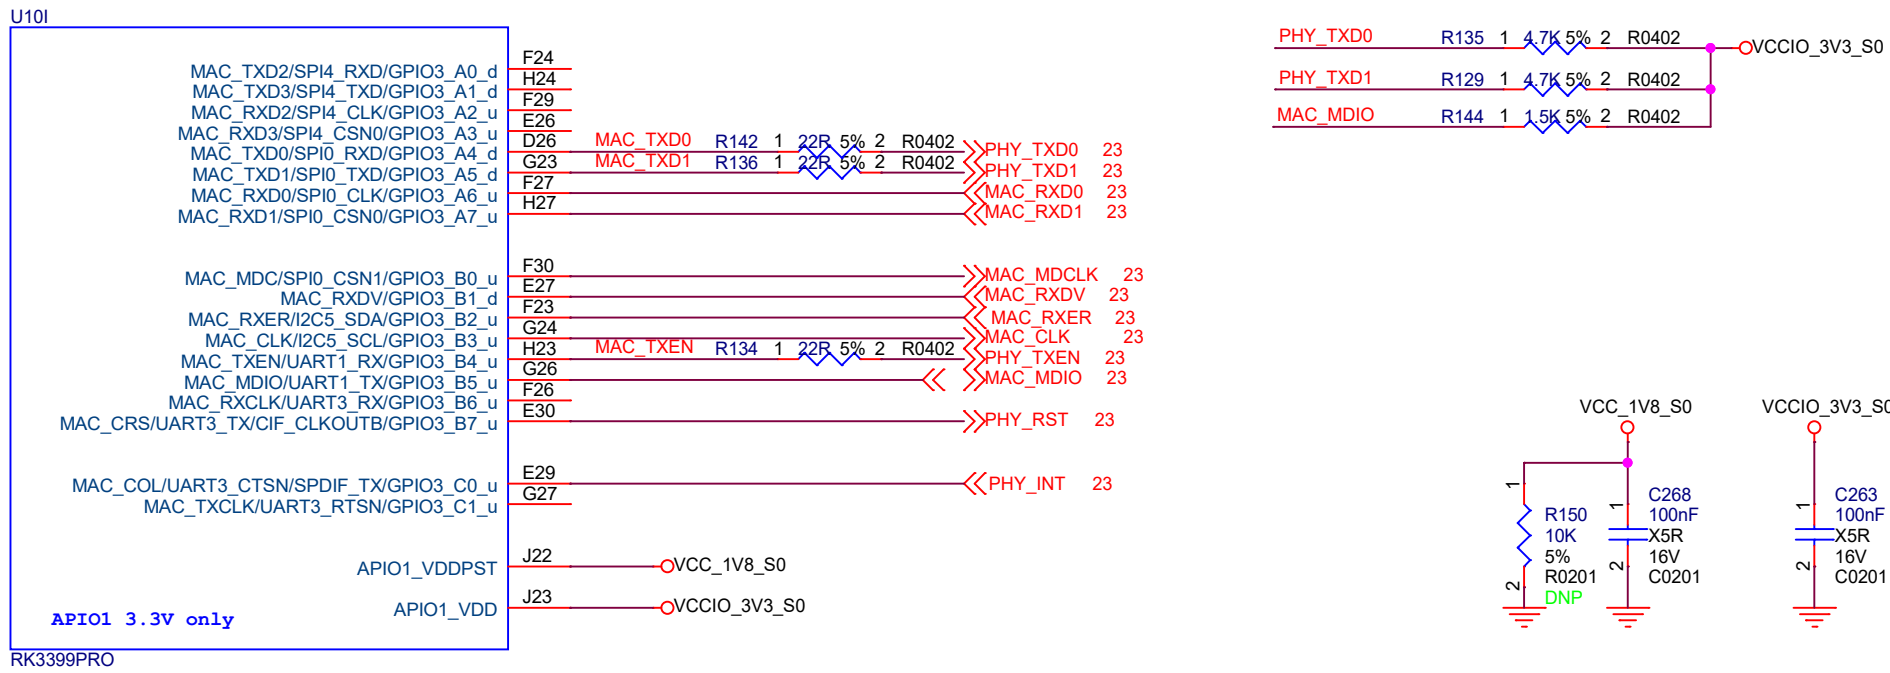 U10I
MAC_TXD2/SPI4_RXD/GPIO3_A0_d F24
MAC_TXD3/SPI4_TXD/GPIO3_A1_d H24
MAC_RXD2/SPI4_CLK/GPIO3_A2_u F29
MAC_RXD3/SPI4_CSN0/GPIO3_A3_u E26
MAC_TXD0/SPI0_RXD/GPIO3_A4_d D26 MAC_TXD0 R142 1 22R 5% 2 R0402 PHY_TXD0 23
MAC_TXD1/SPI0_TXD/GPIO3_A5_d G23 MAC_TXD1 R136 1 22R 5% 2 R0402 PHY_TXD1 23
MAC_RXD0/SPI0_CLK/GPIO3_A6_u F27 MAC_RXD0 23
MAC_RXD1/SPI0_CSN0/GPIO3_A7_u H27 MAC_RXD1 23
MAC_MDC/SPI0_CSN1/GPIO3_B0_u F30 MAC_MDCLK 23
MAC_RXDV/GPIO3_B1_d E27 MAC_RXDV 23
MAC_RXER/I2C5_SDA/GPIO3_B2_u F23 MAC_RXER 23
MAC_CLK/I2C5_SCL/GPIO3_B3_u G24 MAC_CLK 23
MAC_TXEN/UART1_RX/GPIO3_B4_u H23 MAC_TXEN R134 1 22R 5% 2 R0402 PHY_TXEN 23
MAC_MDIO/UART1_TX/GPIO3_B5_u G26 MAC_MDIO 23
MAC_RXCLK/UART3_RX/GPIO3_B6_u F26
MAC_CRS/UART3_TX/CIF_CLKOUTB/GPIO3_B7_u E30 PHY_RST 23
MAC_COL/UART3_CTSN/SPDIF_TX/GPIO3_C0_u E29 PHY_INT 23
MAC_TXCLK/UART3_RTSN/GPIO3_C1_u G27
APIO1_VDDPST J22 VCC_1V8_S0
APIO1_VDD J23 VCCIO_3V3_S0
APIO1 3.3V only
RK3399PRO
PHY_TXD0 R135 1 4.7K 5% 2 R0402 VCCIO_3V3_S0
PHY_TXD1 R129 1 4.7K 5% 2 R0402
MAC_MDIO R144 1 1.5K 5% 2 R0402
VCC_1V8_S0
1
R150
10K
5%
R0201
DNP
2
1
C268
100nF
X5R
16V
C0201
2
VCCIO_3V3_S0
1
C263
100nF
X5R
16V
C0201
2